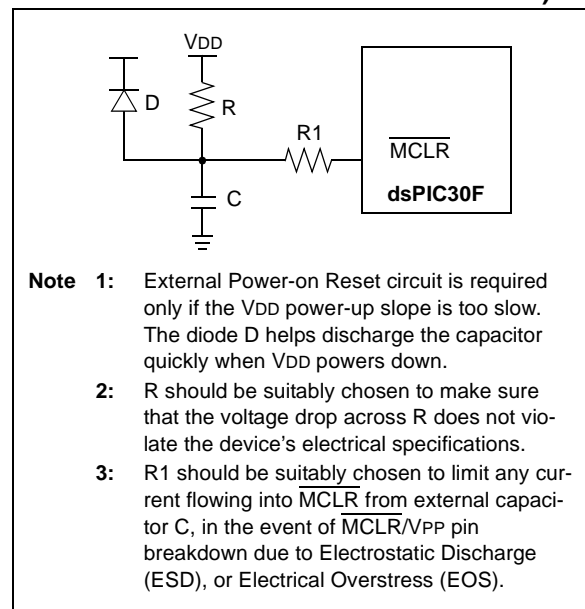 VDD
D
R
R1
MCLR
dsPIC30F
C
Note 1: External Power-on Reset circuit is required
only if the VDD power-up slope is too slow.
The diode D helps discharge the capacitor
quickly when VDD powers down.
2: R should be suitably chosen to make sure
that the voltage drop across R does not vio-
late the device's electrical specifications.
3: R1 should be suitably chosen to limit any cur-
rent flowing into MCLR from external capaci-
tor C, in the event of MCLR/VPP pin
breakdown due to Electrostatic Discharge
(ESD), or Electrical Overstress (EOS).